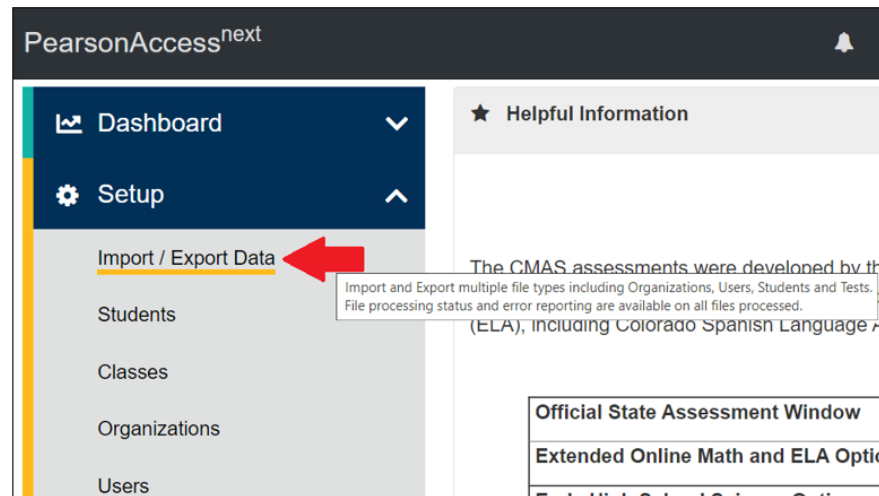 PearsonAccessnext
Dashboard
Setup
Import / Export Data
Students
Classes
Organizations
Users
Helpful Information
The CMAS assessments were developed by
Import and Export multiple file types including Organizations, Users, Students and Tests.
File processing status and error reporting are available on all files processed.
(ELA), including Colorado Spanish Language
Official State Assessment Window
Extended Online Math and ELA